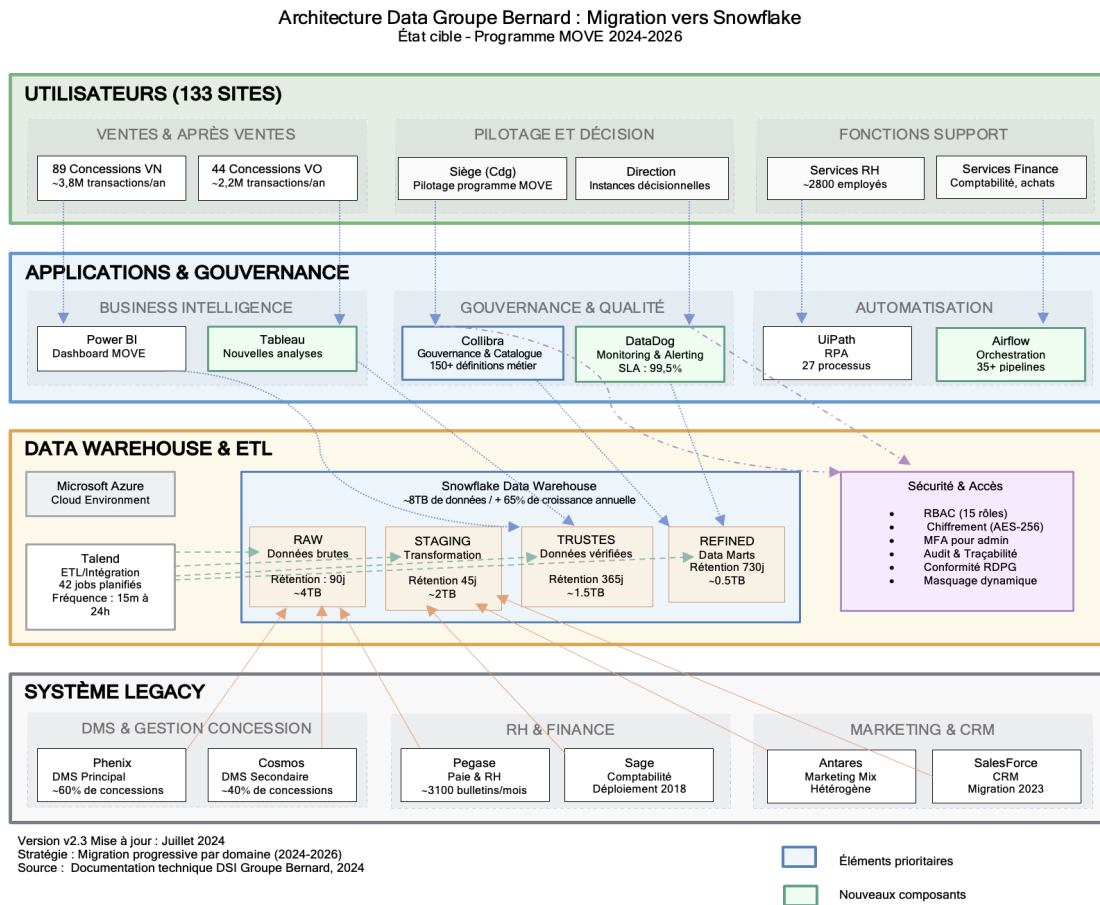 Architecture Data Groupe Bernard : Migration vers Snowflake
État cible - Programme MOVE 2024-2026
UTILISATEURS (133 SITES)
VENTES & APRÈS VENTES
89 Concessions VN
~3,8M transactions/an
44 Concessions VO
~2,2M transactions/an
PILOTAGE ET DÉCISION
Siège (Cdg)
Pilotage programme MOVE
Direction
Instances décisionnelles
FONCTIONS SUPPORT
Services RH
~2800 employés
Services Finance
Comptabilité, achats
APPLICATIONS & GOUVERNANCE
BUSINESS INTELLIGENCE
Power BI
Dashboard MOVE
Tableau
Nouvelles analyses
GOUVERNANCE & QUALITÉ
Collibra
Gouvernance & Catalogue
150+ définitions métier
DataDog
Monitoring & Alerting
SLA : 99,5%
AUTOMATISATION
UiPath
RPA
27 processus
Airflow
Orchestration
35+ pipelines
DATA WAREHOUSE & ETL
Microsoft Azure
Cloud Environment
Talend
ETL/Intégration
42 jobs planifiés
Fréquence : 15m à
24h
Snowflake Data Warehouse
~8TB de données / + 65% de croissance annuelle
RAW
Données brutes
Rétention : 90j
~4TB
STAGING
Transformation
Rétention 45j
~2TB
TRUSTES
Données vérifiées
Rétention 365j
~1.5TB
REFINED
Data Marts
Rétention 730j
~0.5TB
Sécurité & Accès
• RBAC (15 rôles)
• Chiffrement (AES-256)
• MFA pour admin
• Audit & Traçabilité
• Conformité RDPG
• Masquage dynamique
SYSTÈME LEGACY
DMS & GESTION CONCESSION
Phenix
DMS Principal
~60% de concessions
Cosmos
DMS Secondaire
~40% de concessions
RH & FINANCE
Pegase
Paie & RH
~3100 bulletins/mois
Sage
Comptabilité
Déploiement 2018
MARKETING & CRM
Antares
Marketing Mix
Hétérogène
SalesForce
CRM
Migration 2023
Version v2.3 Mise à jour : Juillet 2024
Stratégie : Migration progressive par domaine (2024-2026)
Source : Documentation technique DSI Groupe Bernard, 2024
Éléments prioritaires
Nouveaux composants